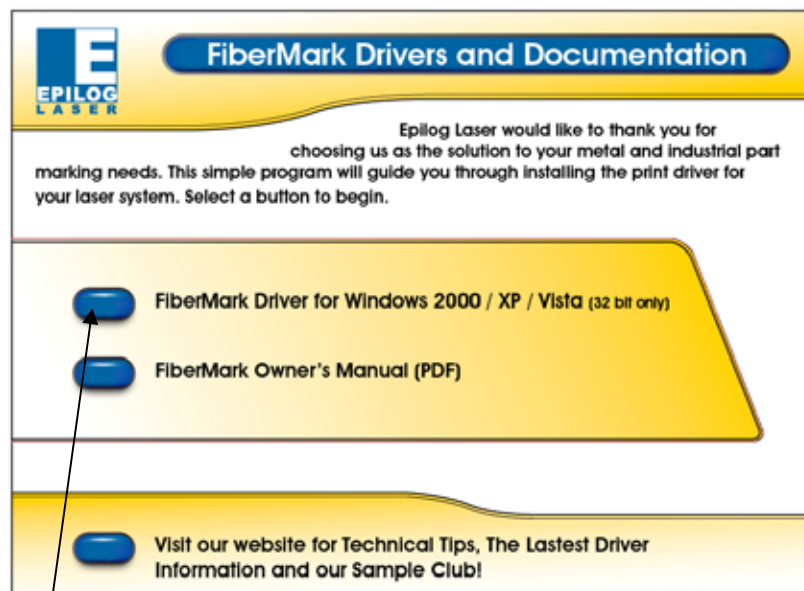 EPILOG
LASER
FiberMark Drivers and Documentation
Epilog Laser would like to thank you for
choosing us as the solution to your metal and industrial part
marking needs. This simple program will guide you through installing the print driver for
your laser system. Select a button to begin.
FiberMark Driver for Windows 2000 / XP / Vista (32 bit only)
FiberMark Owner's Manual (PDF)
Visit our website for Technical Tips, The Lastest Driver
Information and our Sample Club!